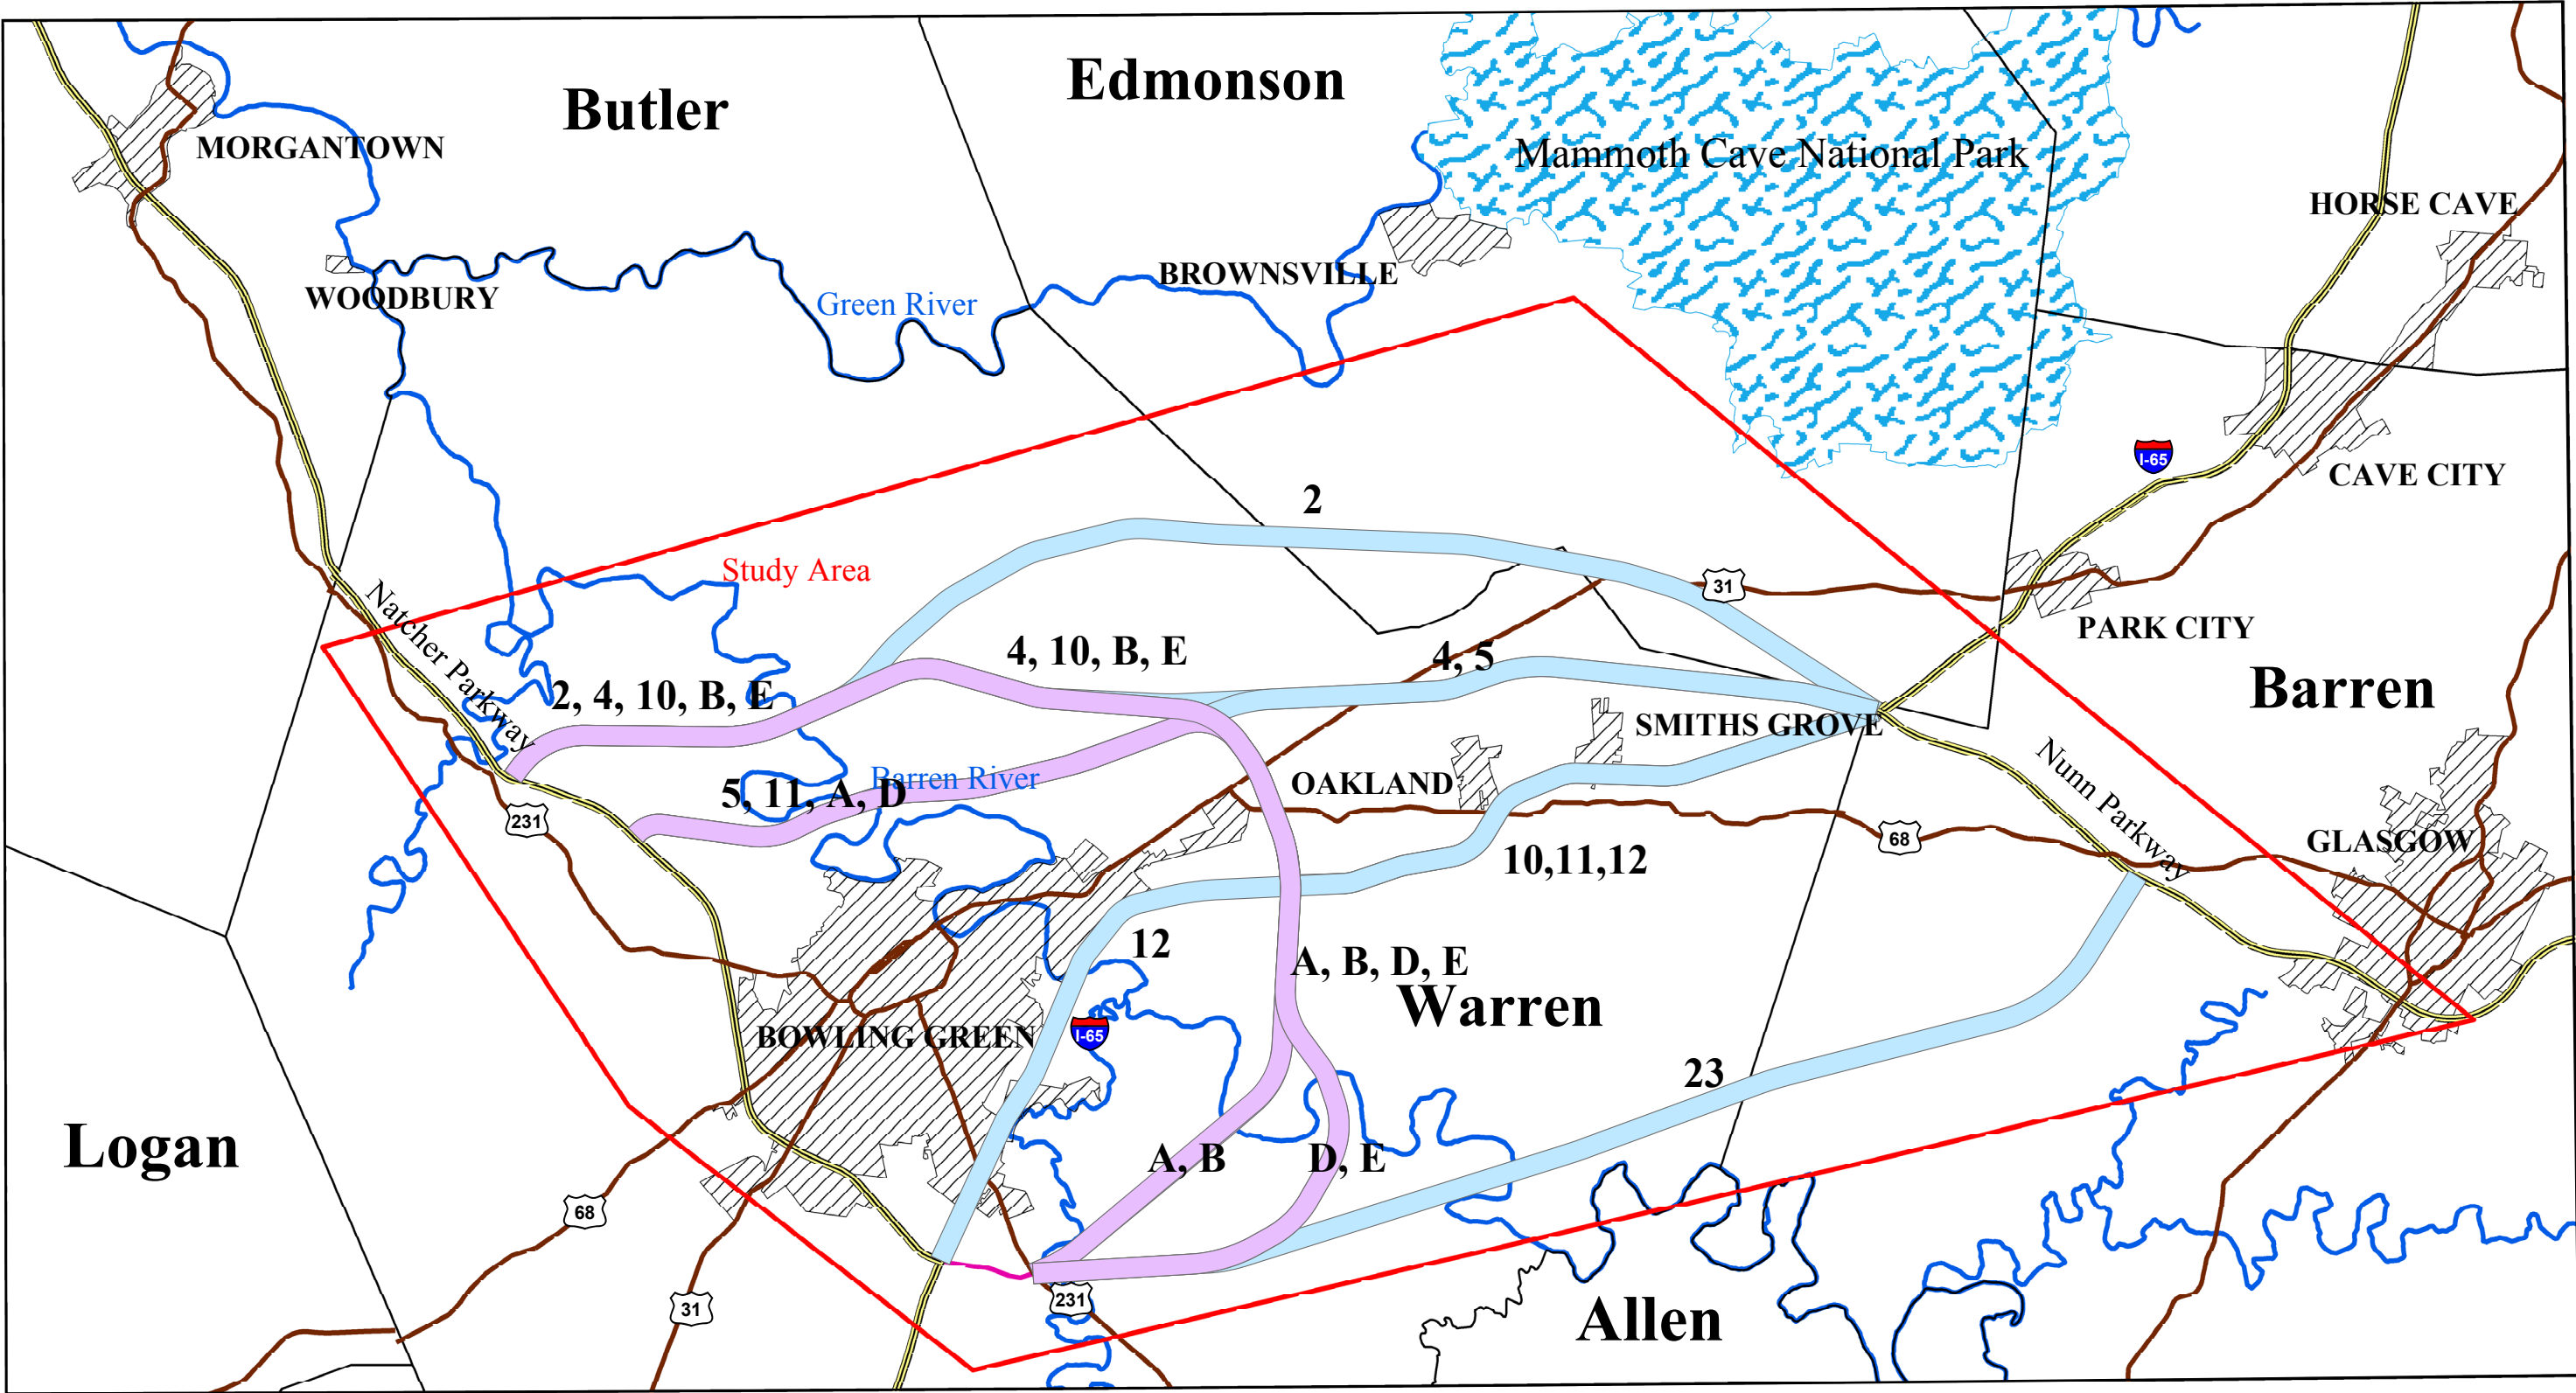 Edmonson
Butler
MORGANTOWN
Mammoth Cave National Park
HORSE CAVE
BROWNSVILLE
WOODBURY
Green River
I-65
CAVE CITY
2
Study Area
31
Natcher Parkway
PARK CITY
4, 10, B, E
4, 5
2, 4, 10, B, E
Barren
SMITHS GROVE
Barren River
OAKLAND
5, 11, A, D
Nunn Parkway
231
68
GLASGOW
10,11,12
12
A, B, D, E
Warren
I-65
BOWLING GREEN
23
Logan
A, B
D, E
68
231
31
Allen